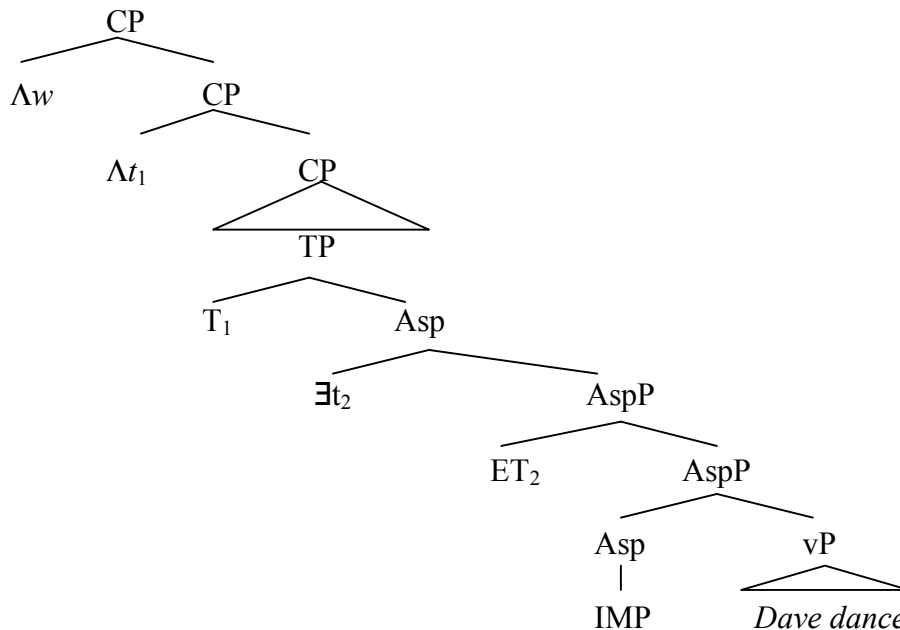 CP
Λw CP
Λt₁ CP
TP
T₁ Asp
∃t₂ AspP
ET₂ AspP
Asp vP
IMP Dave dance